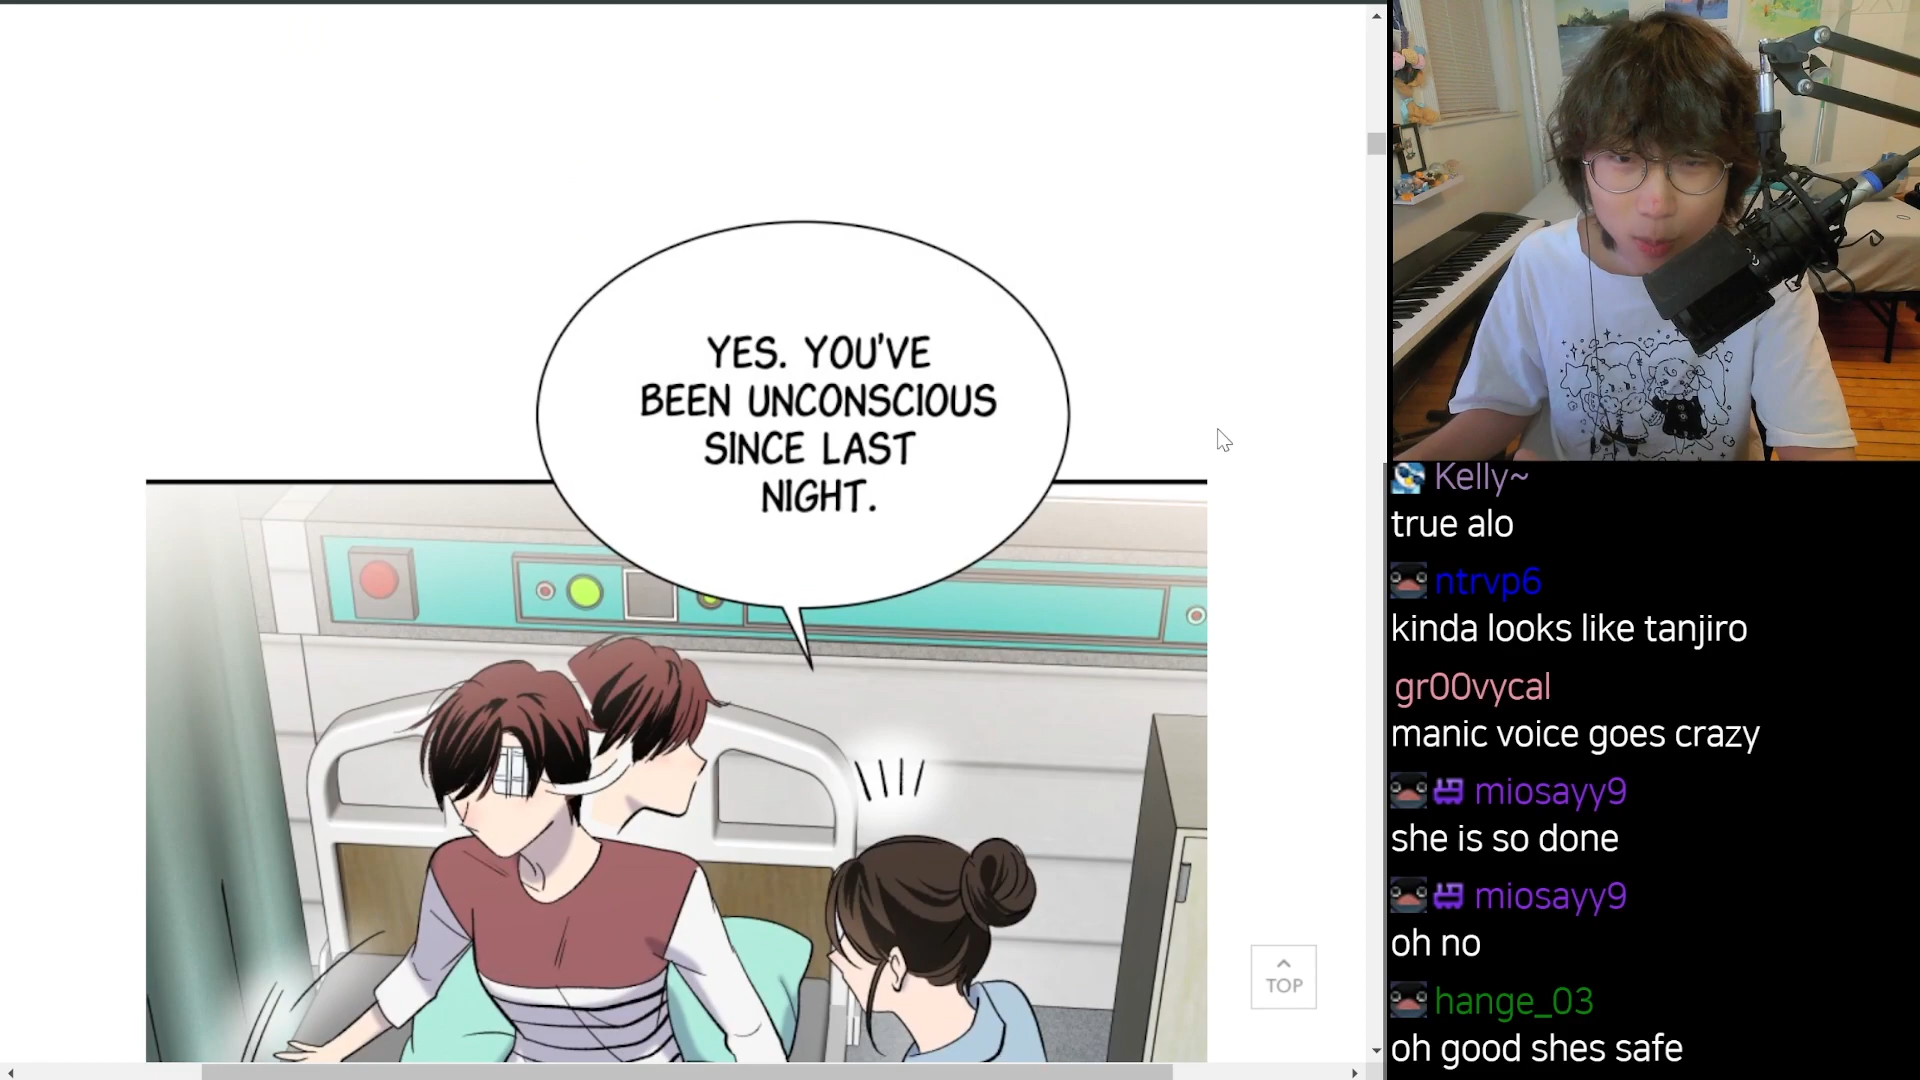 YES. YOU'VE
BEEN UNCONSCIOUS
SINCE LAST
NIGHT.
TOP
Kelly~
true alo
ntrvp6
kinda looks like tanjiro
gr00vycal
manic voice goes crazy
miosayy9
she is so done
miosayy9
oh no
hange_03
oh good shes safe